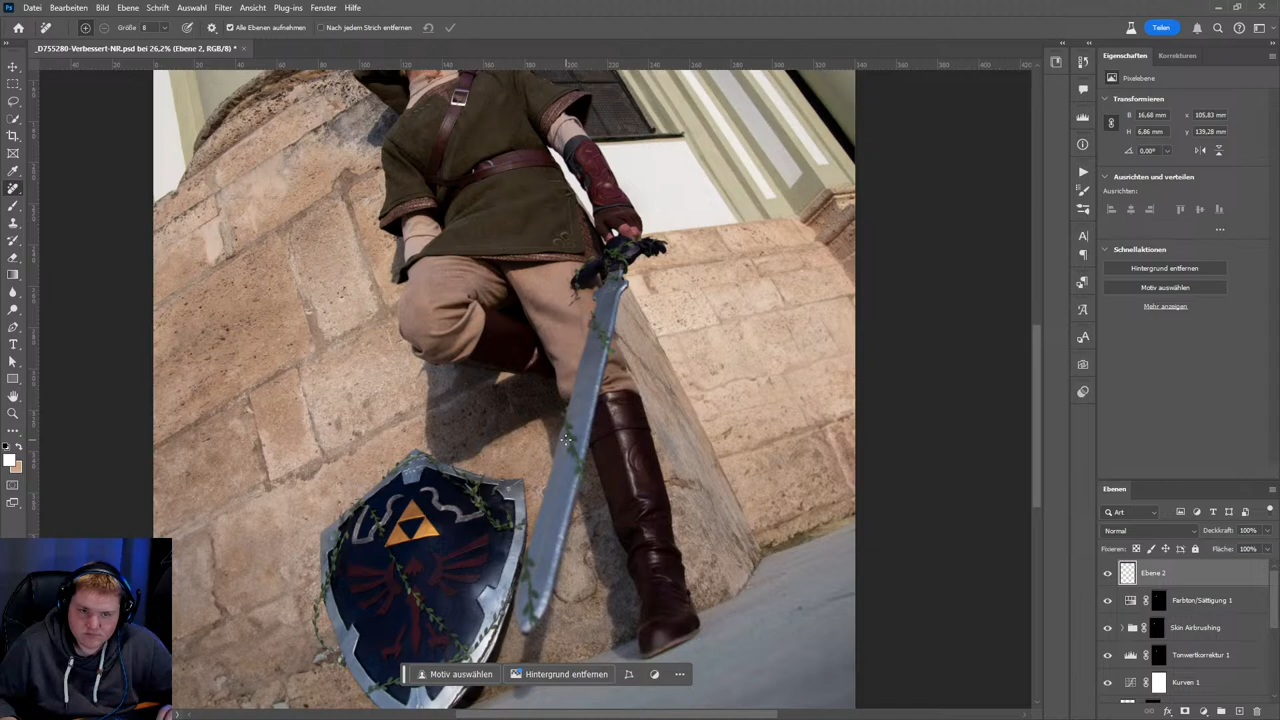 Datei Bearbeiten Bild Ebene Schrift Auswahl Filter Ansicht Plug-ins Fenster Hilfe
Größe 8 Alle Ebenen aufnehmen Nach jedem Strich entfernen Teilen
_D755280-Verbessert-NR.psd bei 26,2% (Ebene 2, RGB/8) *
Eigenschaften Korrekturen
Pixelebene
Transformieren
B 16,68 mm x 105,83 mm
H 6,86 mm y 139,28 mm
0,00°
Ausrichten und verteilen
Ausrichten:
Schnellaktionen
Hintergrund entfernen
Motiv auswählen
Mehr anzeigen
Ebenen
Art
Normal Deckkraft: 100%
Fixieren: Fläche: 100%
Ebene 2
Farbton/Sättigung 1
Skin Airbrushing
Tonwertkorrektur 1
Kurven 1
Motiv auswählen Hintergrund entfernen